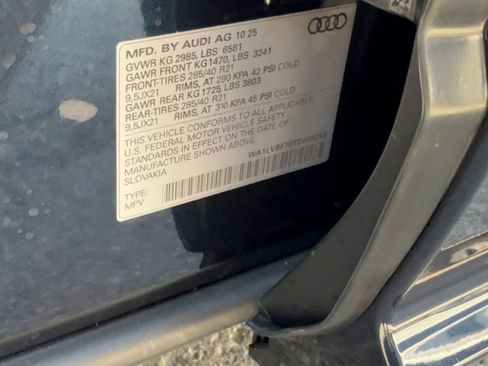 MFD. BY AUDI AG 10 25
GVWR KG 2985, LBS 6581
GAWR FRONT KG1470, LBS 3241
FRONT-TIRES 285/40 R21
9,5JX21 RIMS, AT 290 KPA 42 PSI COLD
GAWR REAR KG 1725, LBS 3803
REAR-TIRES 285/40 R21
9,5JX21 RIMS, AT 310 KPA 45 PSI COLD
THIS VEHICLE CONFORMS TO ALL APPLICABLE
U.S. FEDERAL MOTOR VEHICLE SAFETY
STANDARDS IN EFFECT ON THE DATE OF
MANUFACTURE SHOWN ABOVE.
SLOVAKIA
TYPE:
MPV